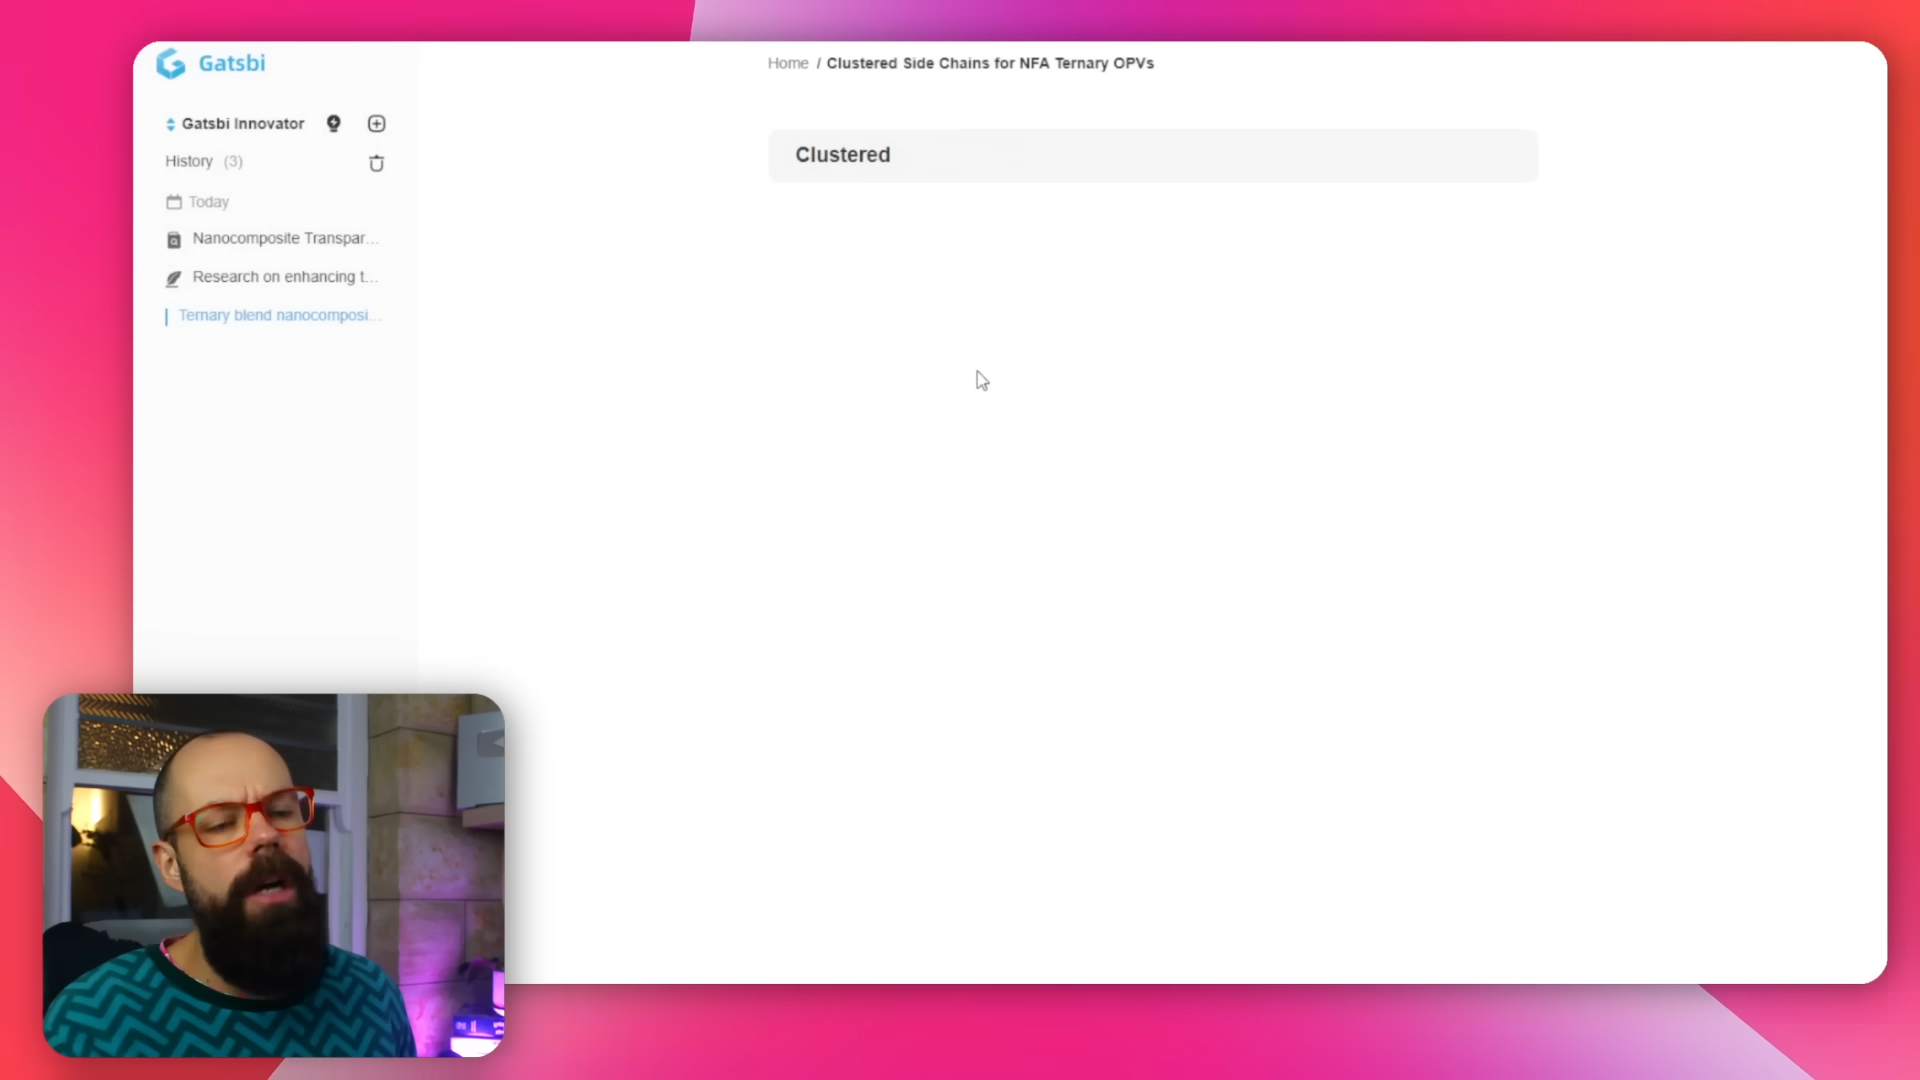 Gatsbi
Home / Clustered Side Chains for NFA Ternary OPVs
Gatsbi Innovator
Clustered
History (3)
Today
Nanocomposite Transpar...
Research on enhancing t...
Ternary blend nanocomposi...